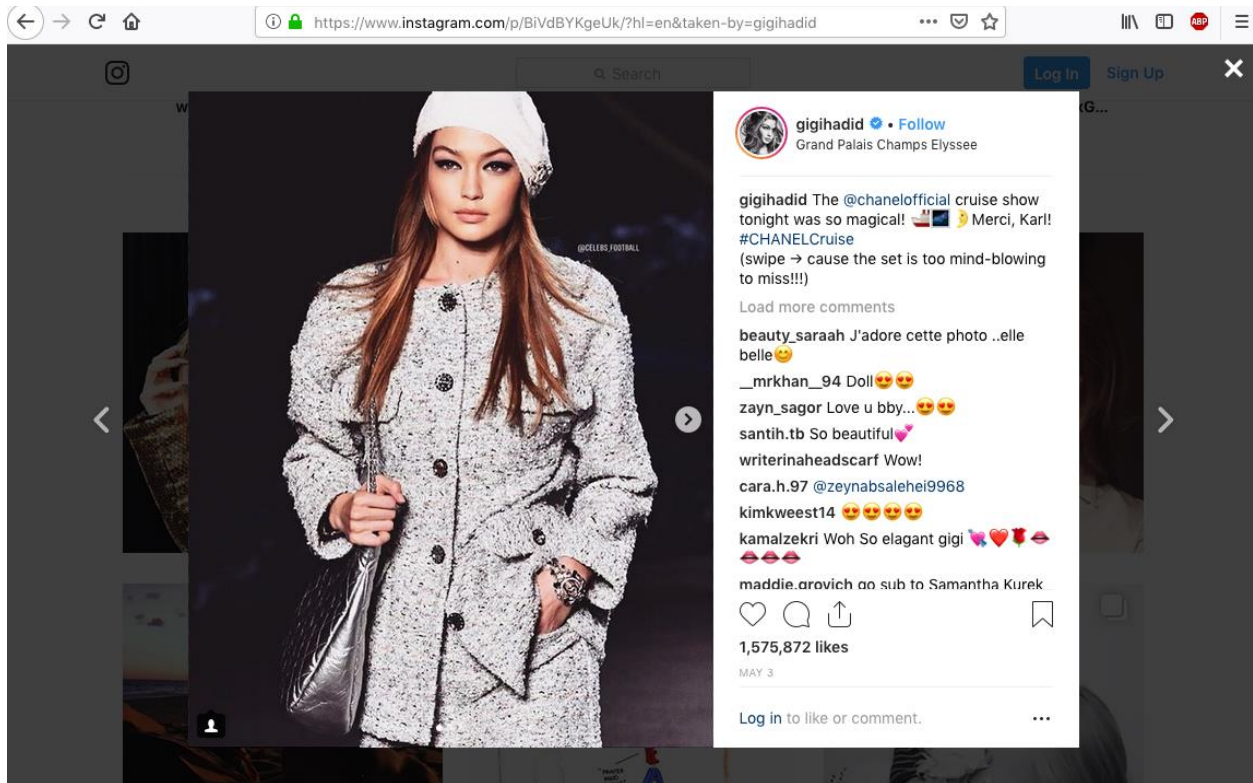 https://www.instagram.com/p/BiVdBYKgeUk/?hl=en&taken-by=gigihadid
ABP
Search
Log In
Sign Up
w
G...
@CELEBS_FOOTBALL
gigihadid • Follow
Grand Palais Champs Elyssee
gigihadid The @chanelofficial cruise show
tonight was so magical! 🚢🌌🌛Merci, Karl!
#CHANELCruise
(swipe → cause the set is too mind-blowing
to miss!!!)
Load more comments
beauty_saraah J'adore cette photo ..elle
belle😊
__mrkhan__94 Doll😍😍
zayn_sagor Love u bby...😍😍
santih.tb So beautiful💕
writerinaheadscarf Wow!
cara.h.97 @zeynabsalehei9968
kimkweest14 😍😍😍😍
kamalzekri Woh So elagant gigi 💘❤️🌹👄
👄👄👄
maddie.grovich go sub to Samantha Kurek
1,575,872 likes
MAY 3
Log in to like or comment.